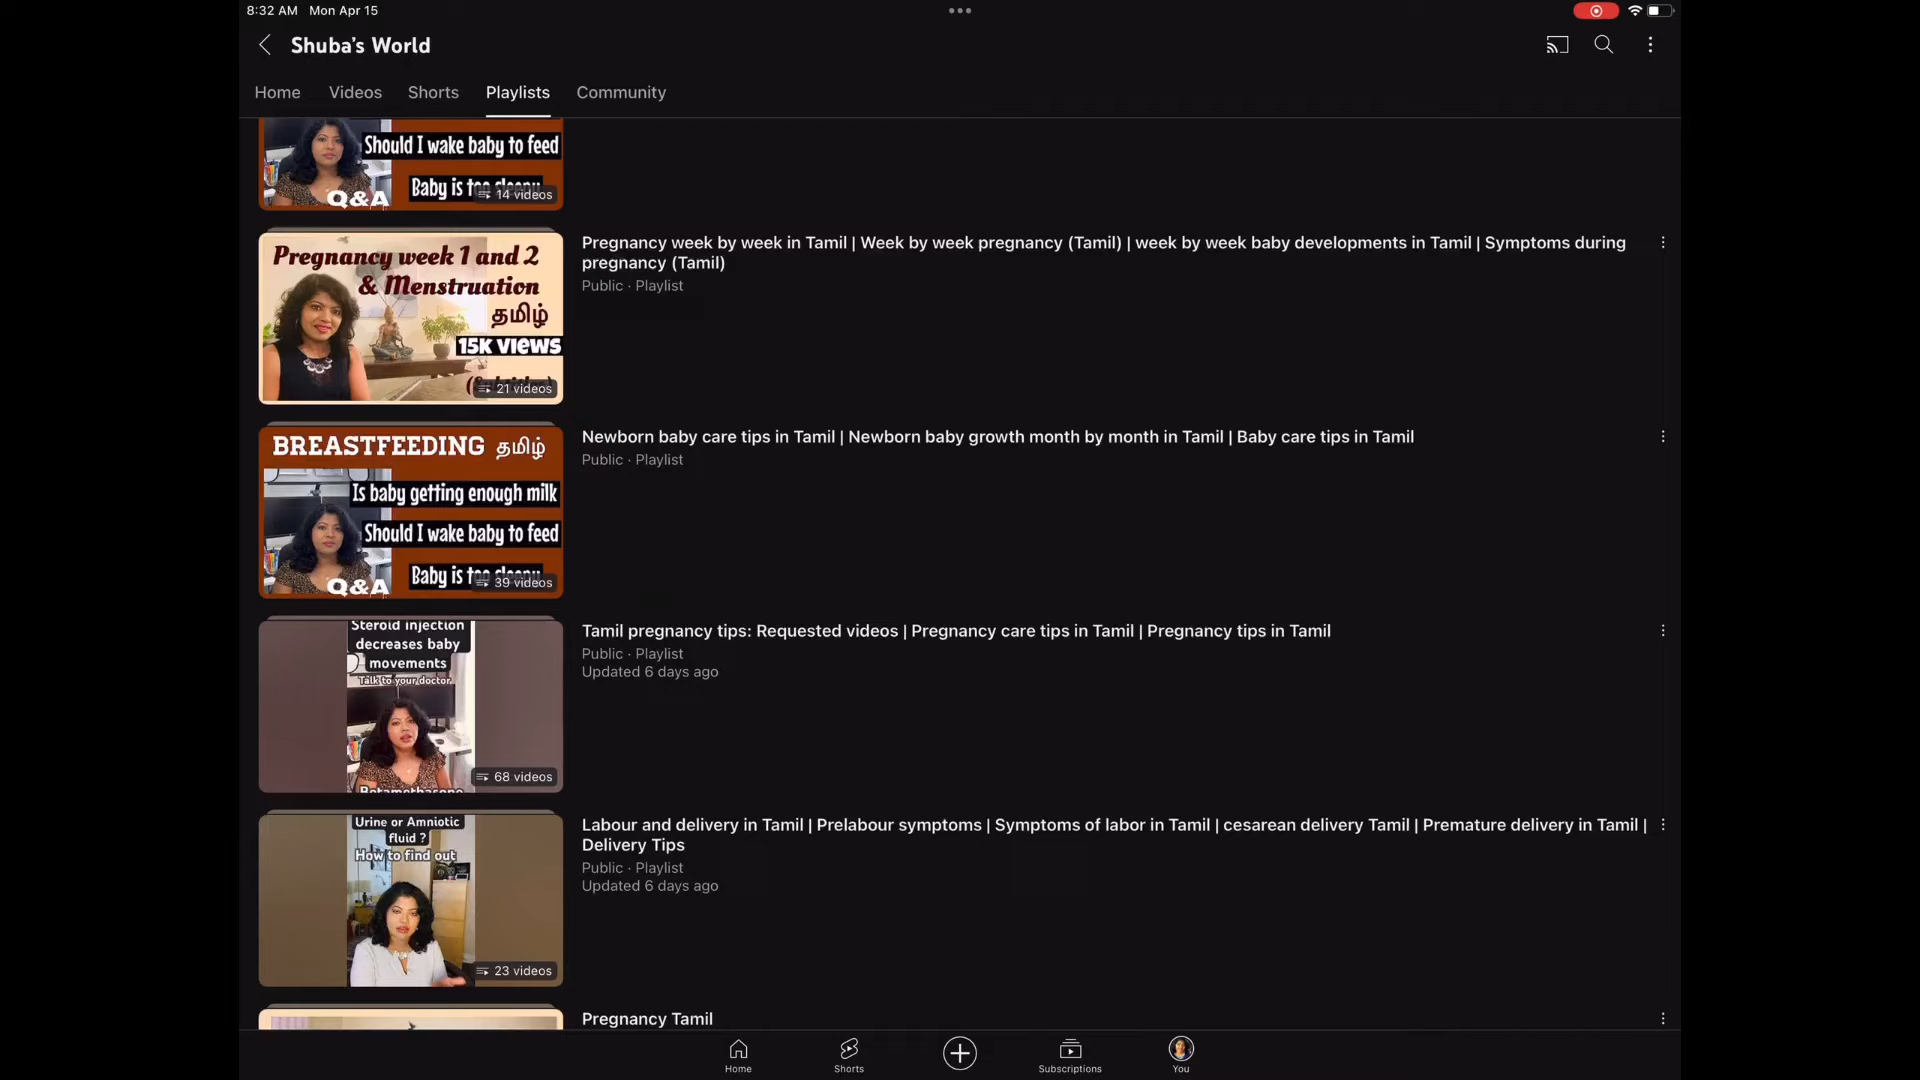 8:32 AM Mon Apr 15
Shuba's World
Home Videos Shorts Playlists Community
Should I wake baby to feed
Baby is too
Q&A
14 videos
Pregnancy week 1 and 2
& Menstruation
தமிழ்
15K VIEWS
21 videos
Pregnancy week by week in Tamil | Week by week pregnancy (Tamil) | week by week baby developments in Tamil | Symptoms during
pregnancy (Tamil)
Public · Playlist
BREASTFEEDING தமிழ்
Is baby getting enough milk
Should I wake baby to feed
Baby is too
Q&A
39 videos
Newborn baby care tips in Tamil | Newborn baby growth month by month in Tamil | Baby care tips in Tamil
Public · Playlist
Steroid injection
decreases baby
movements
Talk to your doctor
Betamethasone
68 videos
Tamil pregnancy tips: Requested videos | Pregnancy care tips in Tamil | Pregnancy tips in Tamil
Public · Playlist
Updated 6 days ago
Urine or Amniotic
fluid ?
How to find out
23 videos
Labour and delivery in Tamil | Prelabour symptoms | Symptoms of labor in Tamil | cesarean delivery Tamil | Premature delivery in Tamil |
Delivery Tips
Public · Playlist
Updated 6 days ago
Pregnancy Tamil
Home Shorts Subscriptions You